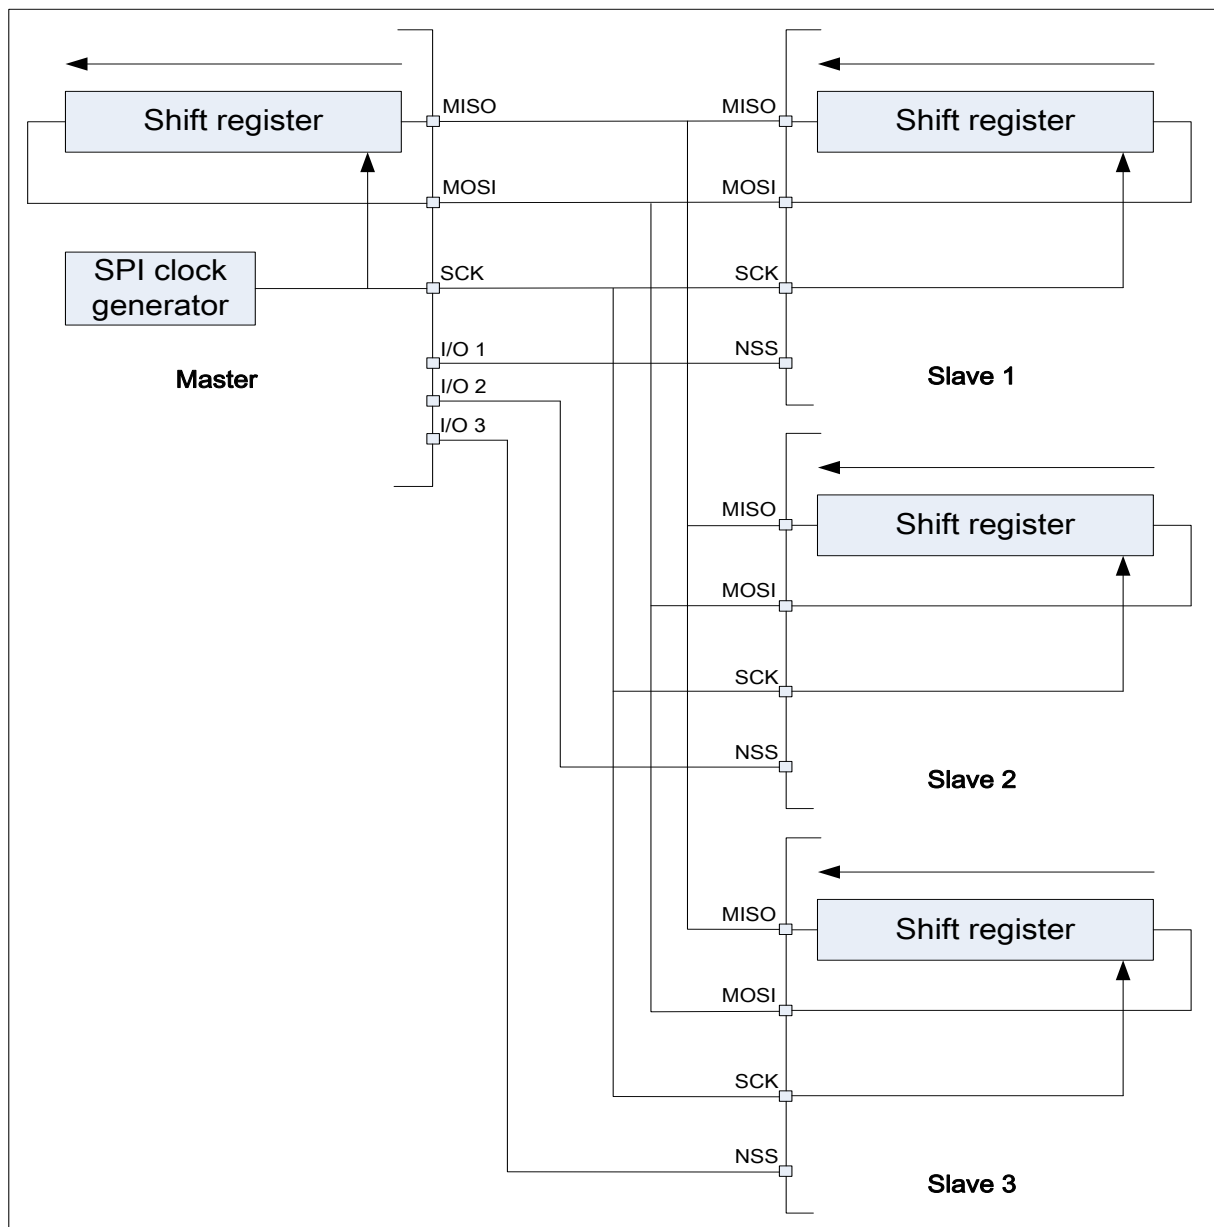 MISO
MISO
Shift register
Shift register
MOSI
MOSI
SPI clock
generator
SCK
SCK
I/O 1
NSS
Master
I/O 2
Slave 1
I/O 3
MISO
Shift register
MOSI
SCK
NSS
Slave 2
MISO
Shift register
MOSI
SCK
NSS
Slave 3